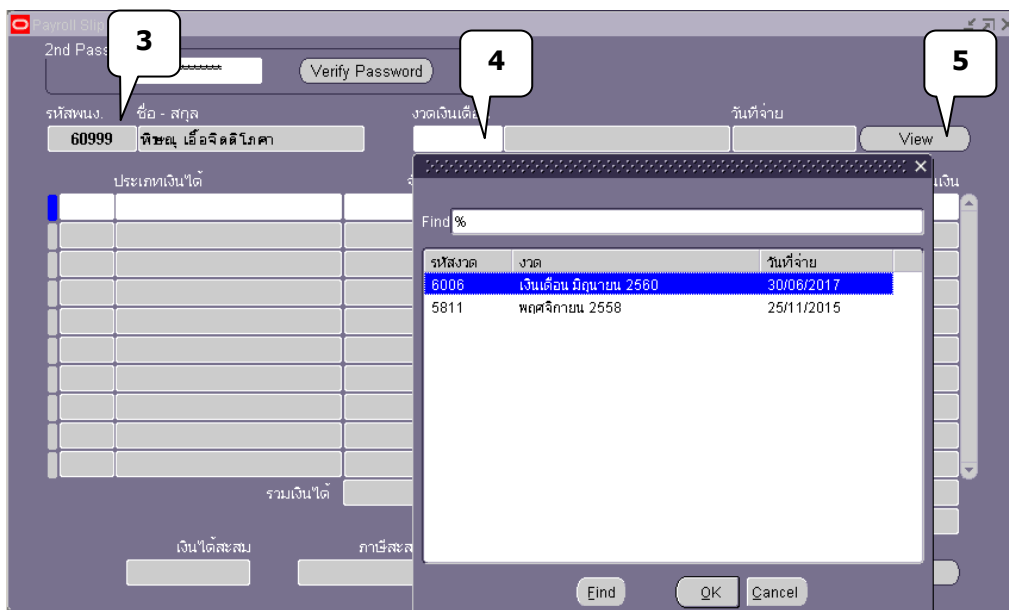 Payroll Slip
3
2nd Pass
********
Verify Password
4
5
รหัสพนง.
ชื่อ - สกุล
งวดเงินเดือ
วันที่จ่าย
60999
พิษณุ เอื้อจิตติโภคา
View
ประเภทเงินได้
เงิน
Find %
รหัสงวด งวด วันที่จ่าย
6006 เงินเดือน มิถุนายน 2560 30/06/2017
5811 พฤศจิกายน 2558 25/11/2015
รวมเงินได้
เงินได้สะสม
ภาษีสะส
Find
OK
Cancel